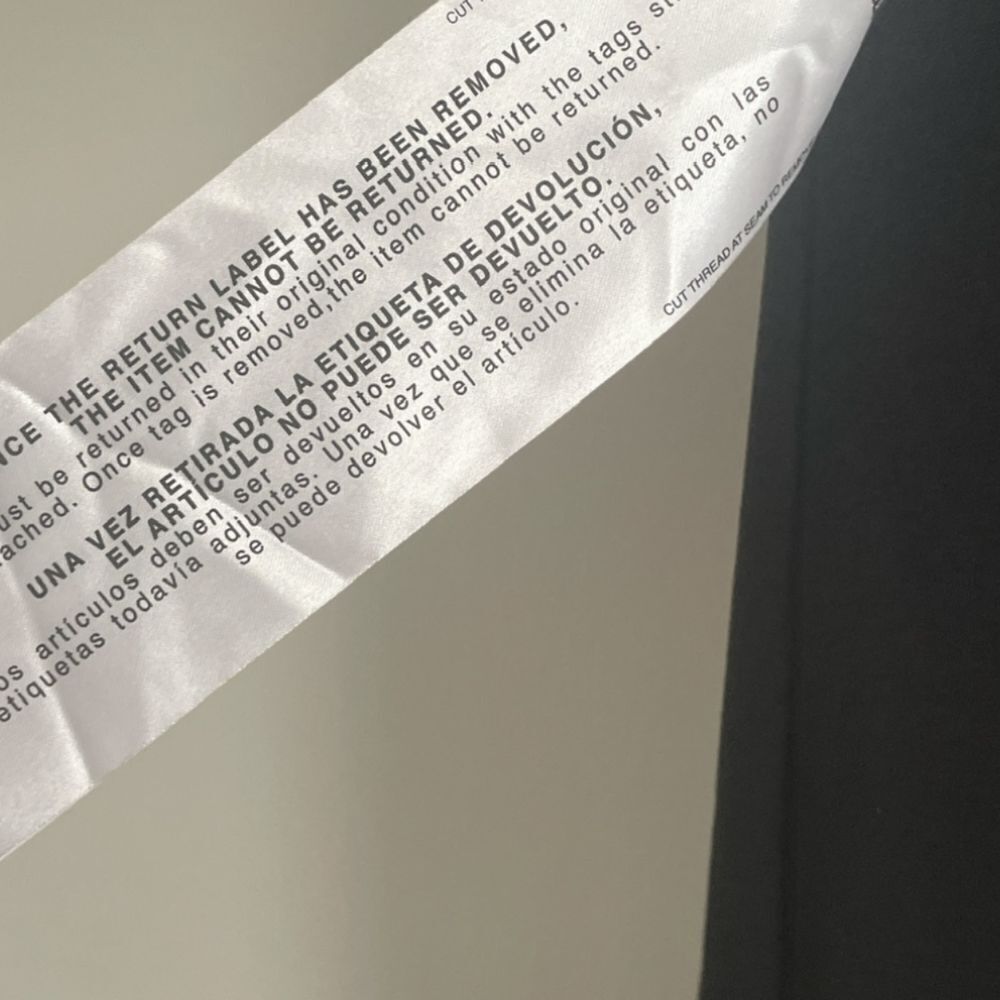 CUT
THE RETURN LABEL HAS BEEN REMOVED,
THE ITEM CANNOT BE RETURNED.
be returned in their original condition with the tags
Once tag is removed,the item cannot be returned.
UNA VEZ RETIRADA LA ETIQUETA DE DEVOLUCIÓN,
EL ARTÍCULO NO PUEDE SER DEVUELTO.
artículos deben ser devueltos en su estado original con las
etiquetas todavía adjuntas. Una vez que se elimina la etiqueta, no
se puede devolver el artículo.
CUT THREAD AT SEAM TO REMOVE